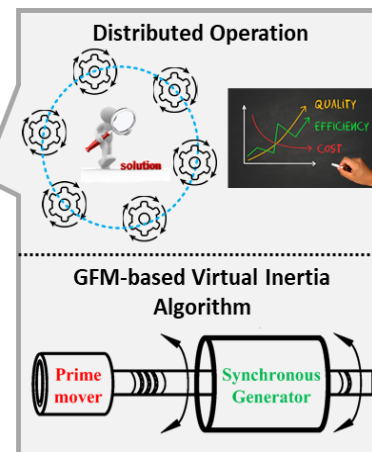 Distributed Operation
solution
QUALITY
EFFICIENCY
COST
GFM-based Virtual Inertia
Algorithm
Prime
mover
Synchronous
Generator